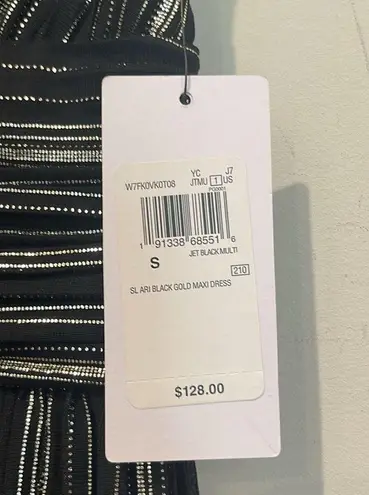 YC J7
W7FK0VK0T08 JTMU 1 US
PO0001
1 91338 68551 6
S JET BLACK MULTI
210
SL ARI BLACK GOLD MAXI DRESS
$128.00